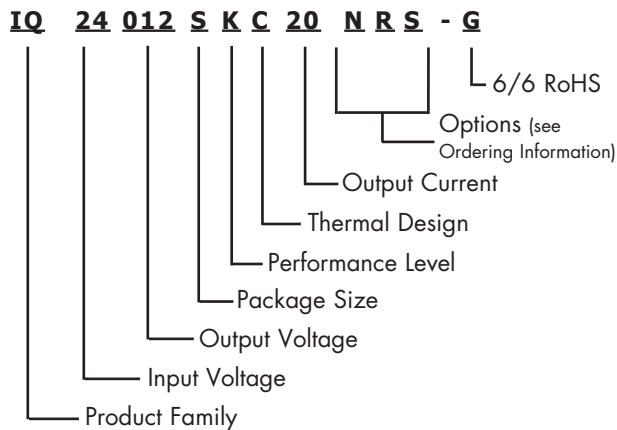 IQ 24 012 S K C 20 N R S - G
6/6 RoHS
Options (see
Ordering Information)
Output Current
Thermal Design
Performance Level
Package Size
Output Voltage
Input Voltage
Product Family